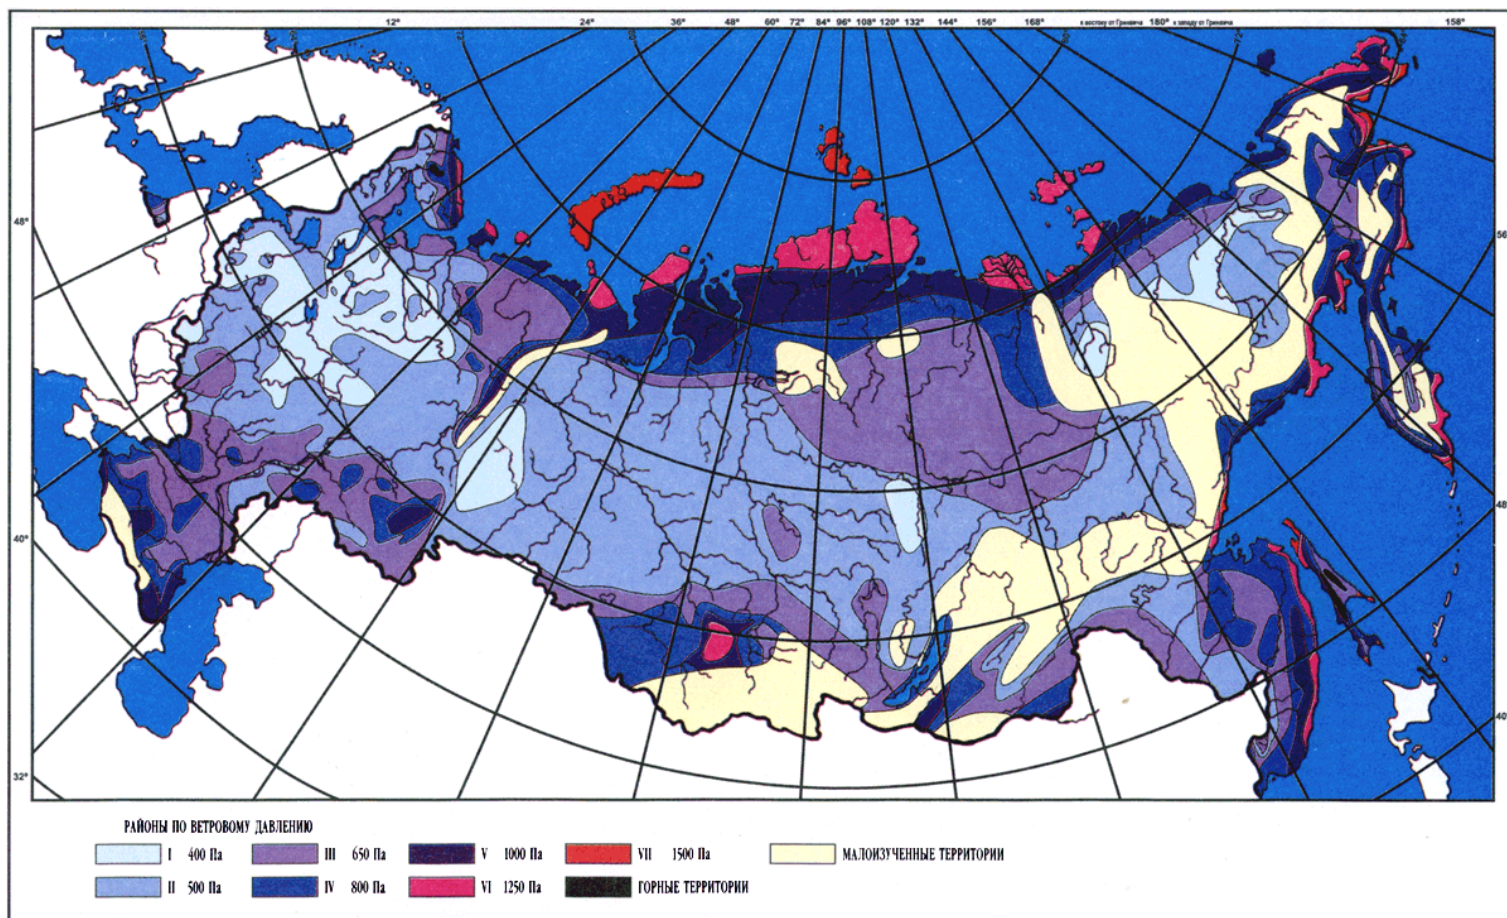 12° 24° 36° 48° 60° 72° 84° 96° 108° 120° 132° 144° 156° 168° к востоку от Гринвича 180° к западу от Гринвича 158°
48°
56
48
40°
40
32°
РАЙОНЫ ПО ВЕТРОВОМУ ДАВЛЕНИЮ
I 400 Па III 650 Па V 1000 Па VII 1500 Па МАЛОИЗУЧЕННЫЕ ТЕРРИТОРИИ
II 500 Па IV 800 Па VI 1250 Па ГОРНЫЕ ТЕРРИТОРИИ